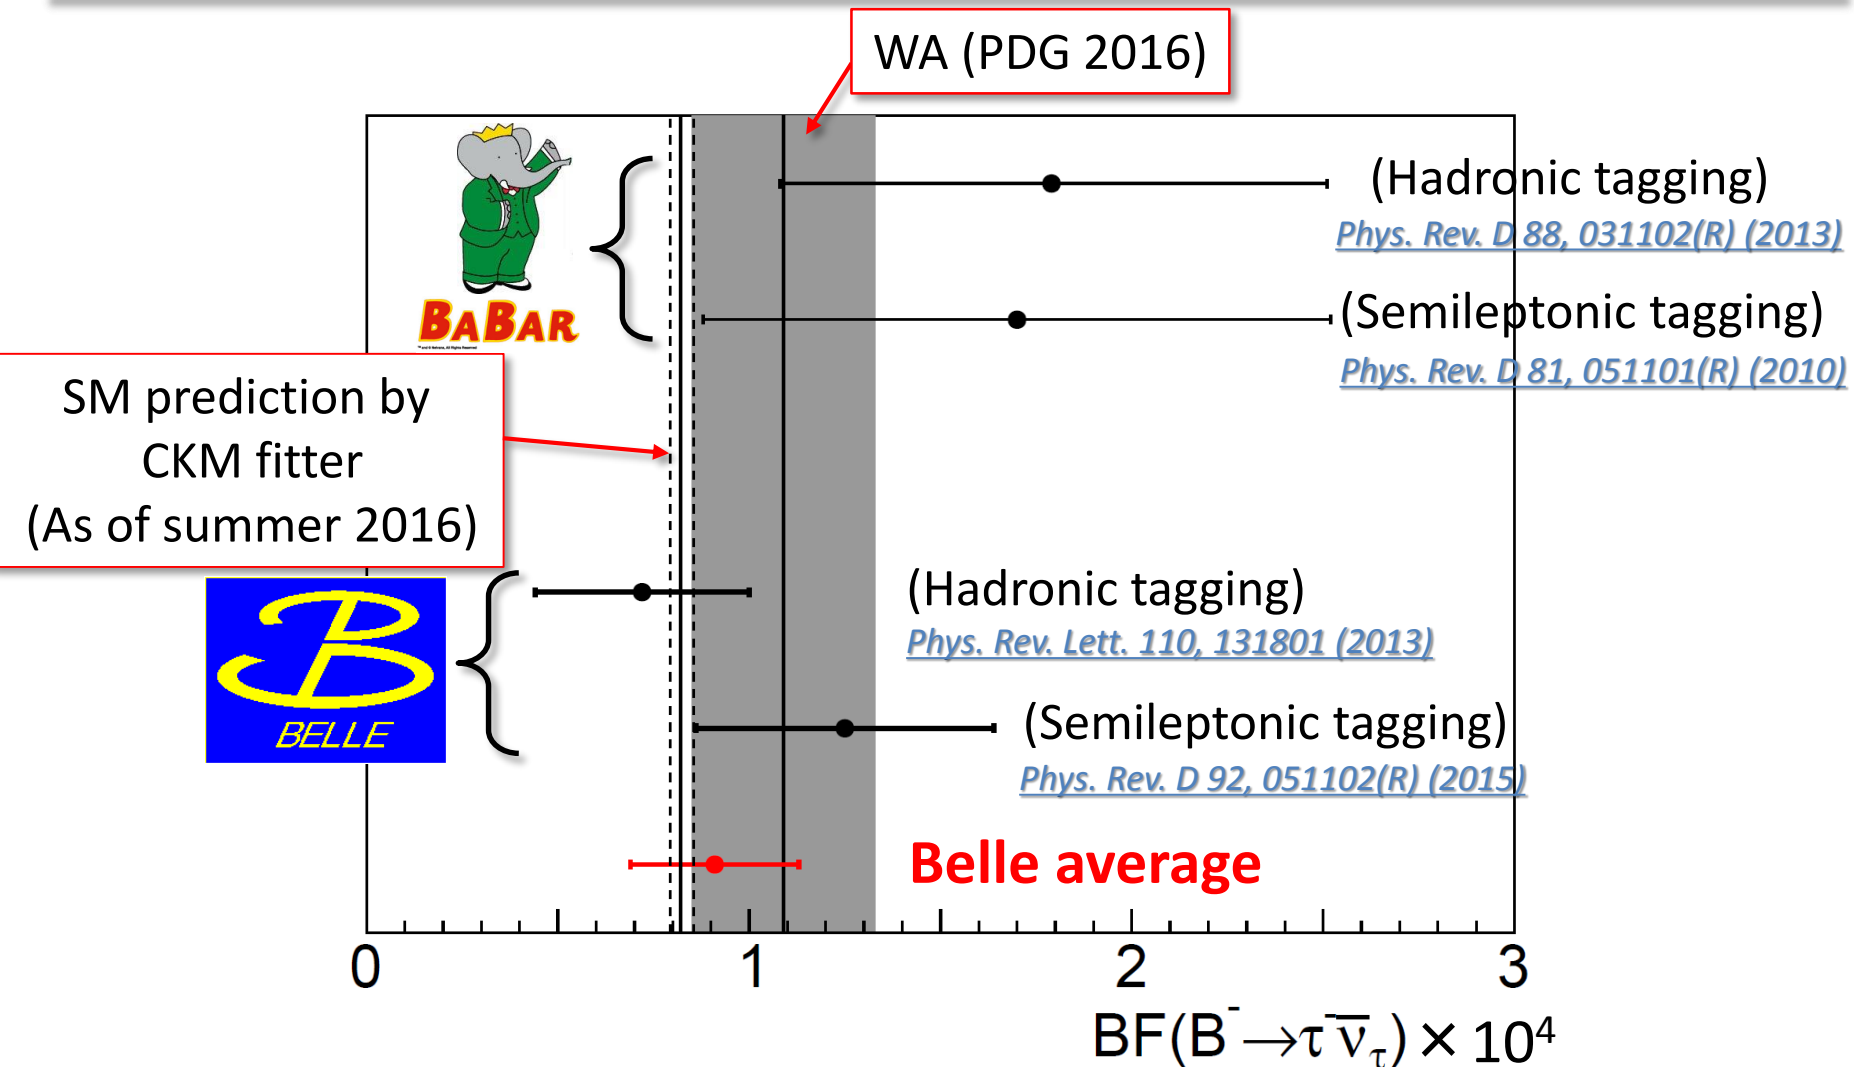 WA (PDG 2016)
(Hadronic tagging)
Phys. Rev. D 88, 031102(R) (2013)
BABAR
(Semileptonic tagging)
Phys. Rev. D 81, 051101(R) (2010)
SM prediction by
CKM fitter
(As of summer 2016)
(Hadronic tagging)
Phys. Rev. Lett. 110, 131801 (2013)
B
BELLE
(Semileptonic tagging)
Phys. Rev. D 92, 051102(R) (2015)
Belle average
0 1 2 3
BF(B⁻→τ⁻ν̅τ) × 10⁴